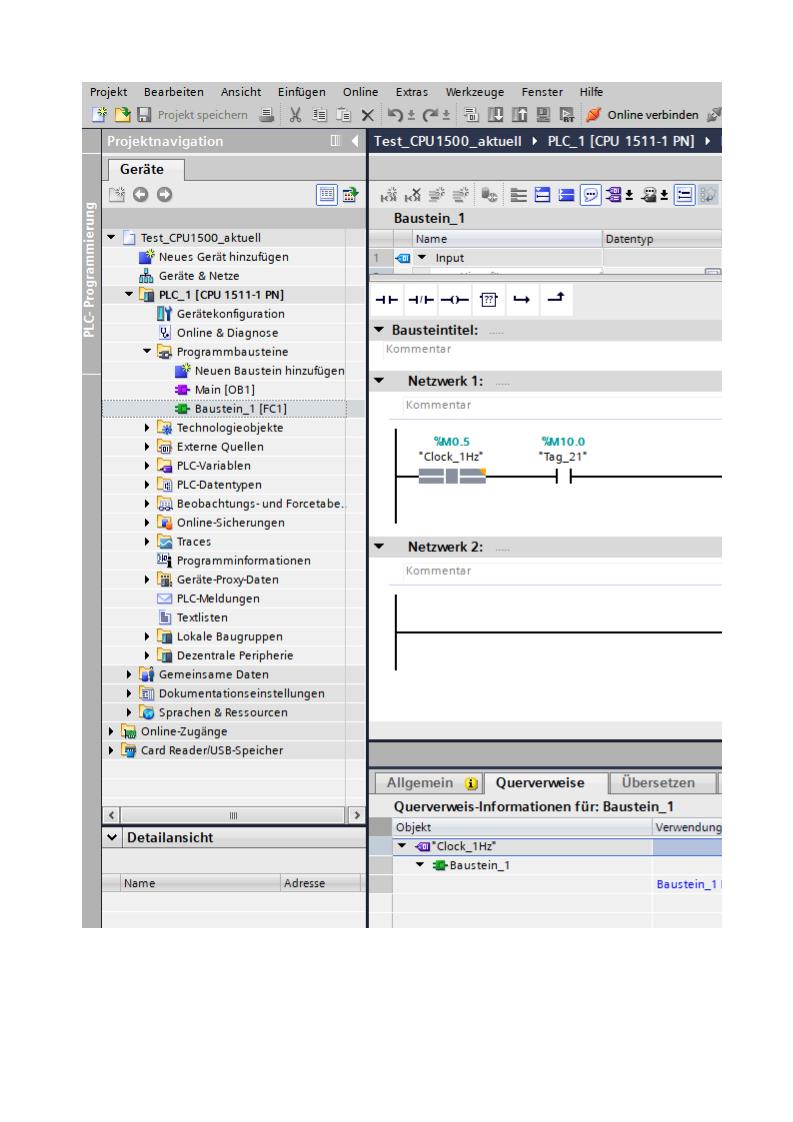 Projekt Bearbeiten Ansicht Einfügen Online Extras Werkzeuge Fenster Hilfe
Projekt speichern Online verbinden
Projektnavigation
Test_CPU1500_aktuell PLC_1 [CPU 1511-1 PN]
Geräte
PLC- Programmierung
Test_CPU1500_aktuell
Neues Gerät hinzufügen
Geräte & Netze
PLC_1 [CPU 1511-1 PN]
Gerätekonfiguration
Online & Diagnose
Programmbausteine
Neuen Baustein hinzufügen
Main [OB1]
Baustein_1 [FC1]
Technologieobjekte
Externe Quellen
PLC-Variablen
PLC-Datentypen
Beobachtungs- und Forcetabe..
Online-Sicherungen
Traces
Programminformationen
Geräte-Proxy-Daten
PLC-Meldungen
Textlisten
Lokale Baugruppen
Dezentrale Peripherie
Gemeinsame Daten
Dokumentationseinstellungen
Sprachen & Ressourcen
Online-Zugänge
Card Reader/USB-Speicher
Detailansicht
Name Adresse
Baustein_1
Name Datentyp
1 Input
??
Bausteintitel: .....
Kommentar
Netzwerk 1: .....
Kommentar
%M0.5 %M10.0
"Clock_1Hz" "Tag_21"
Netzwerk 2: .....
Kommentar
Allgemein Querverweise Übersetzen
Querverweis-Informationen für: Baustein_1
Objekt Verwendung
"Clock_1Hz"
Baustein_1
Baustein_1